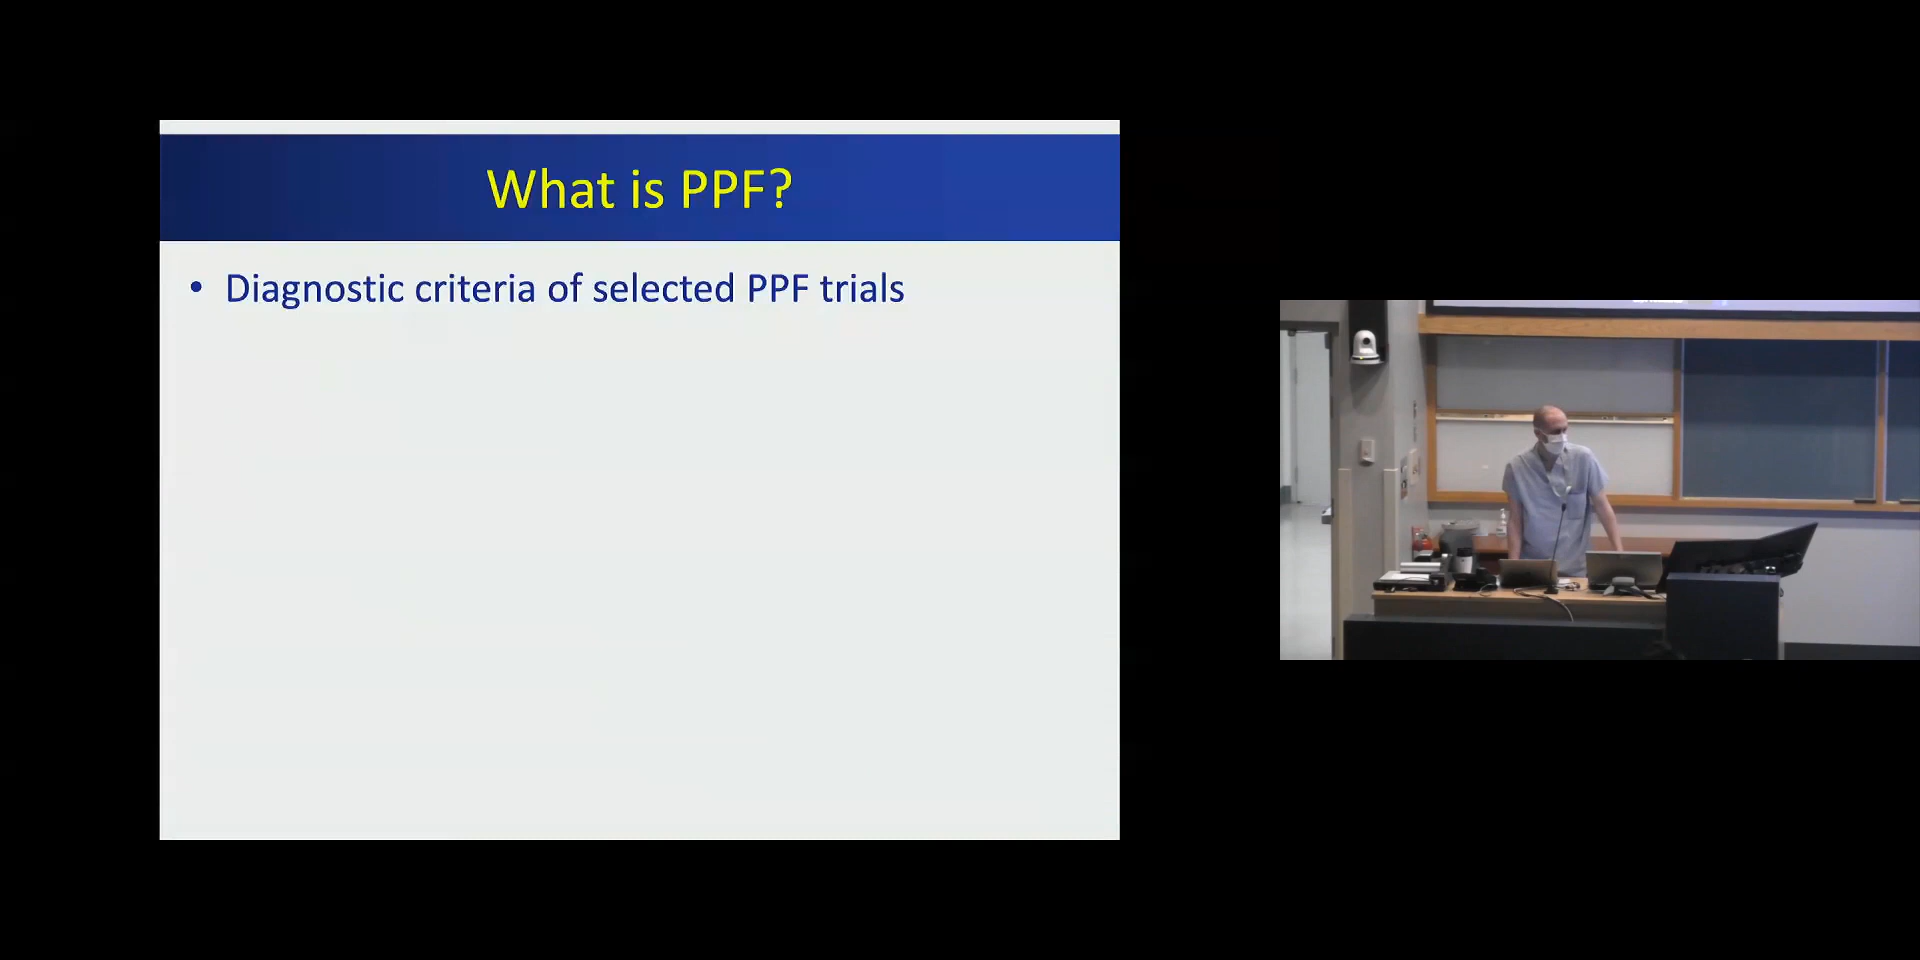 What is PPF?
• Diagnostic criteria of selected PPF trials